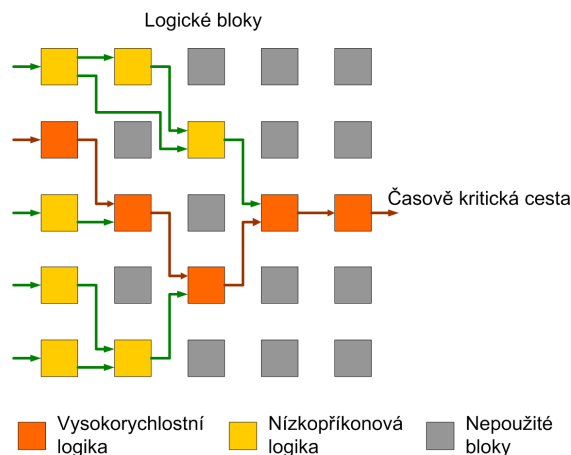 Logické bloky
Časově kritická cesta
Vysokorychlostní
logika
Nízkopříkonová
logika
Nepoužité
bloky